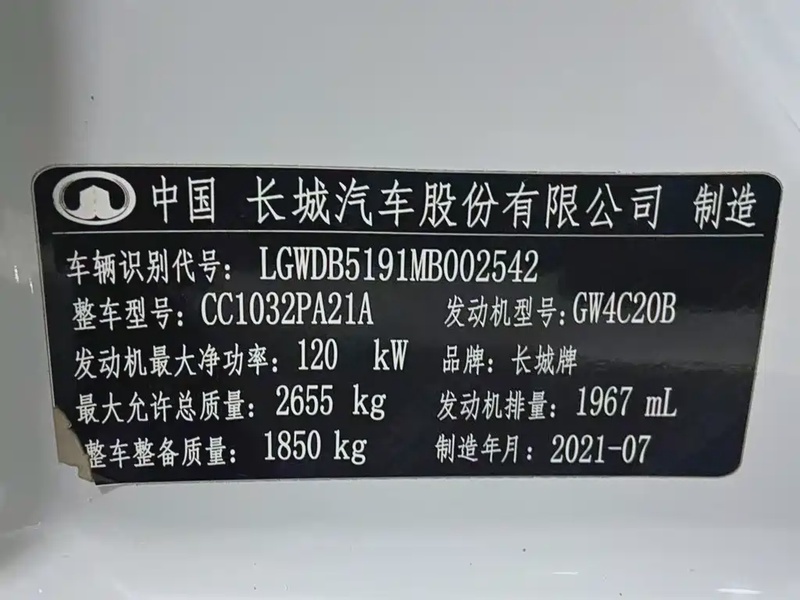 中国 长城汽车股份有限公司 制造
车辆识别代号：LGWDB5191MB002542
整车型号：CC1032PA21A 发动机型号：GW4C20B
发动机最大净功率：120 kW 品牌：长城牌
最大允许总质量：2655 kg 发动机排量：1967 mL
整车整备质量：1850 kg 制造年月：2021-07